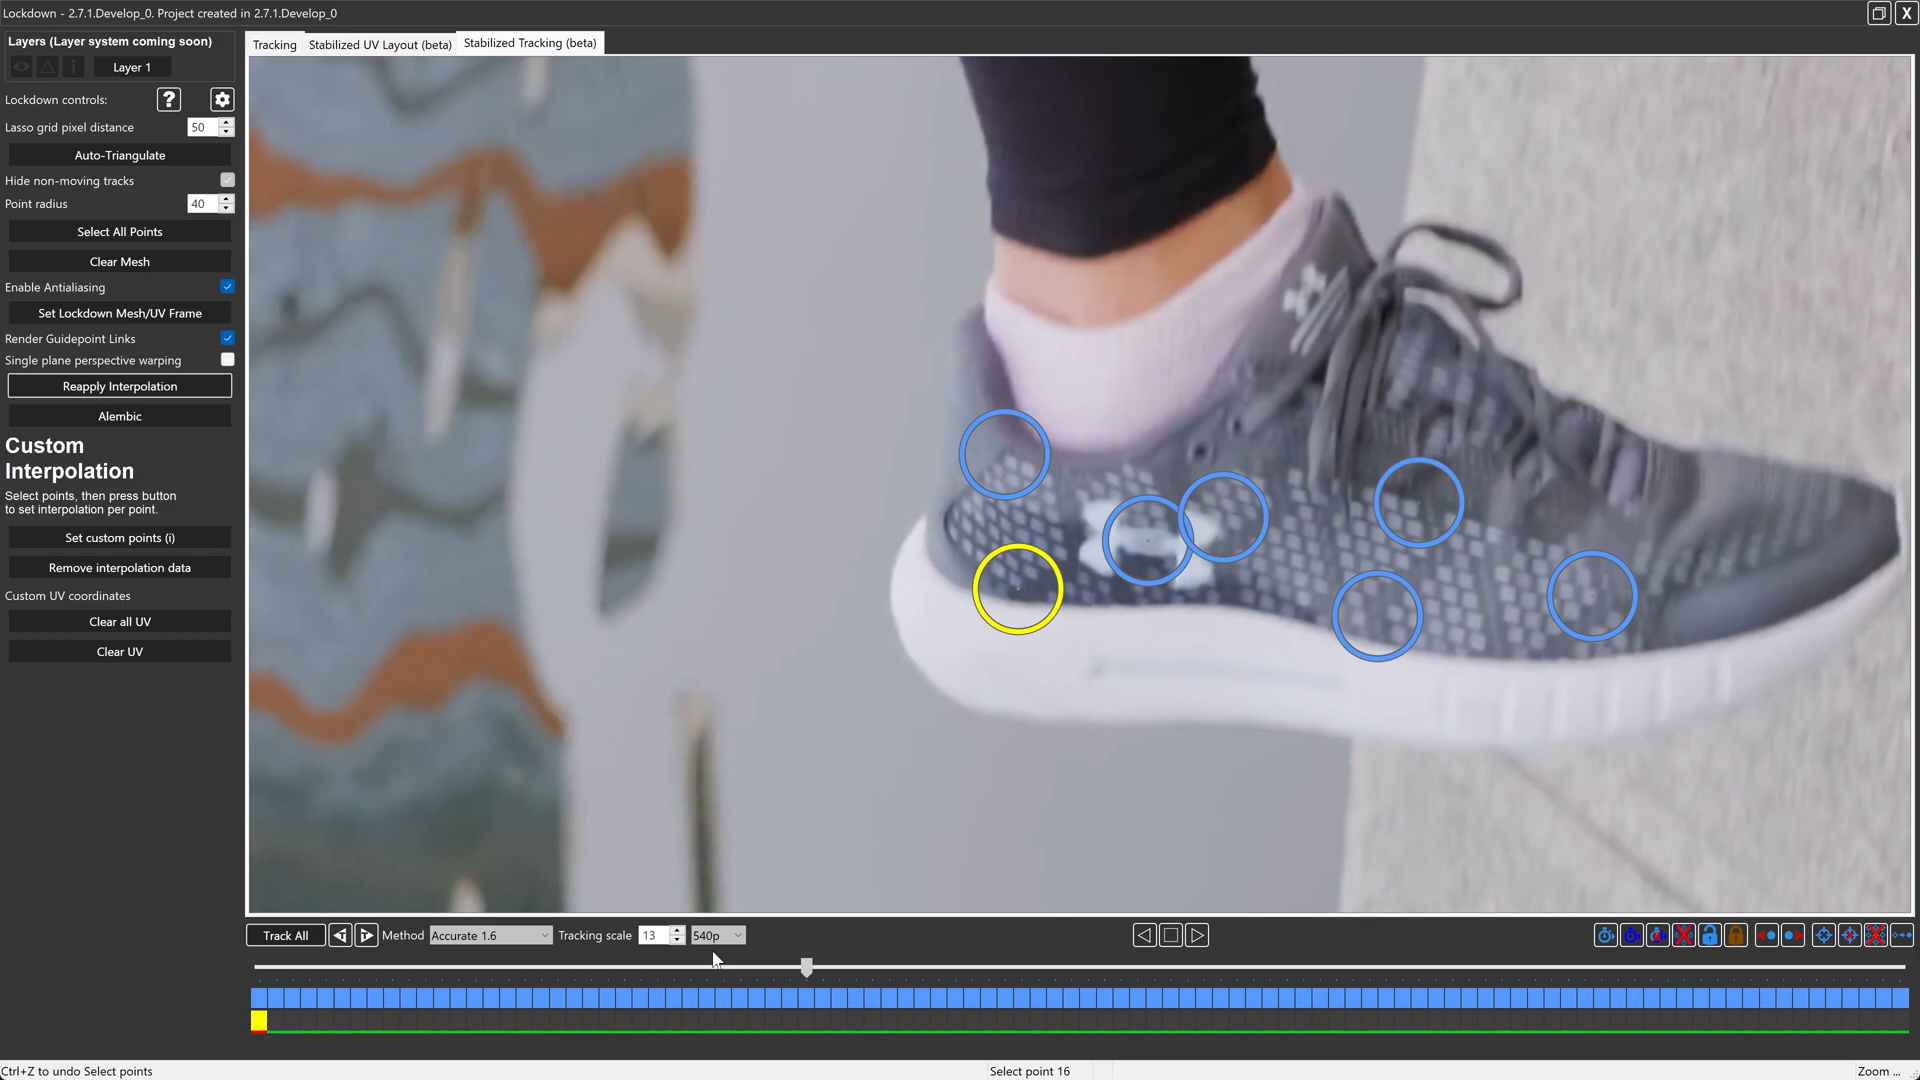 Lockdown - 2.7.1.Develop_0. Project created in 2.7.1.Develop_0
X
Layers (Layer system coming soon)
i
Layer 1
Tracking
Stabilized UV Layout (beta)
Stabilized Tracking (beta)
Lockdown controls:
?
Lasso grid pixel distance
50
Auto-Triangulate
Hide non-moving tracks
Point radius
40
Select All Points
Clear Mesh
Enable Antialiasing
Set Lockdown Mesh/UV Frame
Render Guidepoint Links
Single plane perspective warping
Reapply Interpolation
Alembic
Custom
Interpolation
Select points, then press button
to set interpolation per point.
Set custom points (i)
Remove interpolation data
Custom UV coordinates
Clear all UV
Clear UV
Track All
Method
Accurate 1.6
Tracking scale
13
540p
Ctrl+Z to undo Select points
Select point 16
Zoom ...